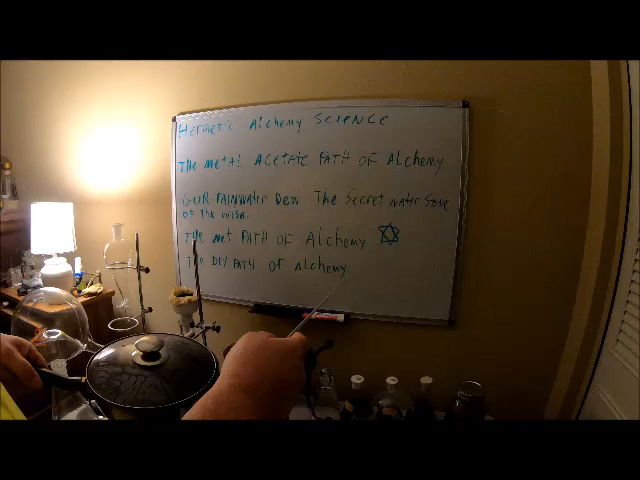 HERMETIC Alchemy SCIENCE
THE METAL ACETATE PATH OF Alchemy
GUR RAINWATER DEW The Secret water Stone
OF The WISE.
THE wet PATH OF Alchemy
THE DRY PATH OF Alchemy